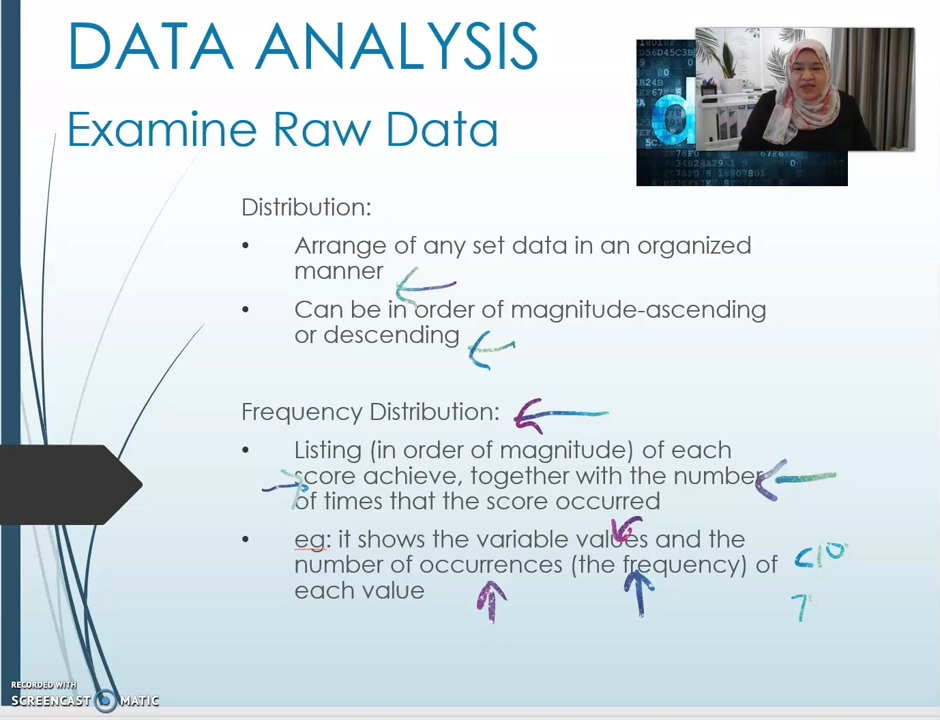 DATA ANALYSIS
Examine Raw Data
Distribution:
• Arrange of any set data in an organized
manner
• Can be in order of magnitude-ascending
or descending
Frequency Distribution:
• Listing (in order of magnitude) of each
score achieve, together with the number
of times that the score occurred
• eg: it shows the variable values and the
number of occurrences (the frequency) of
each value
<10
7
RECORDED WITH
SCREENCAST MATIC